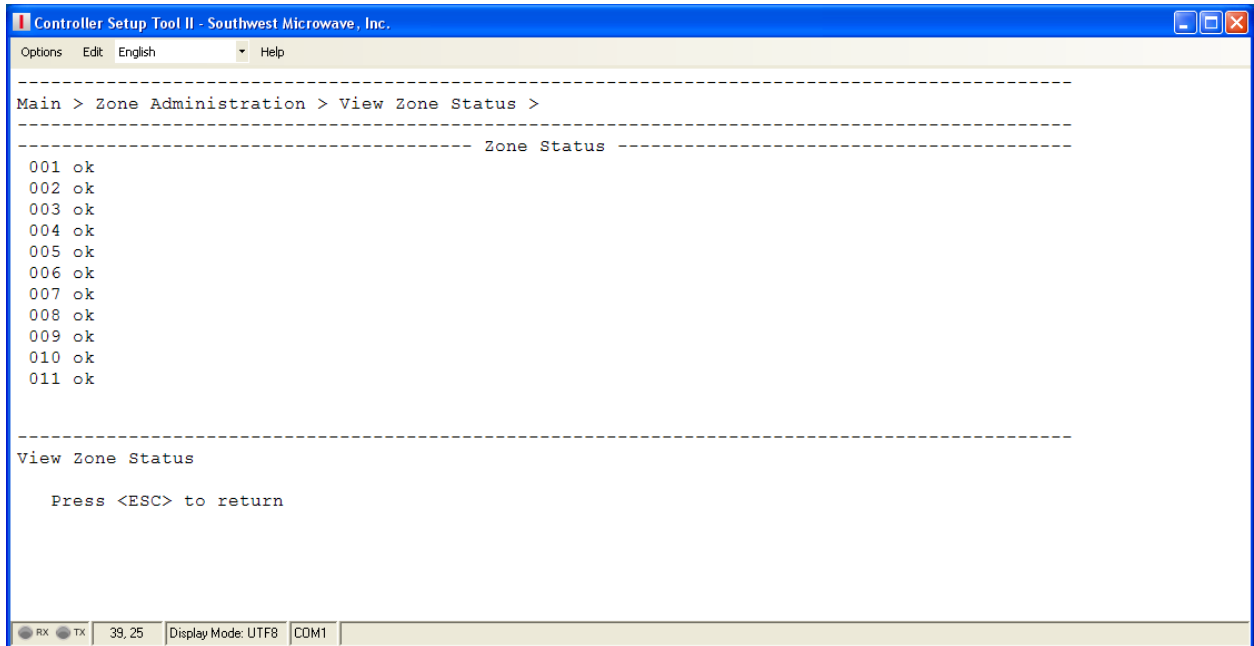 Controller Setup Tool II - Southwest Microwave, Inc.
Options Edit English Help
-----------------------------------------------------------------------------------------------
Main > Zone Administration > View Zone Status >
-----------------------------------------------------------------------------------------------
----------------------------------------- Zone Status -----------------------------------------
001 ok
002 ok
003 ok
004 ok
005 ok
006 ok
007 ok
008 ok
009 ok
010 ok
011 ok
-----------------------------------------------------------------------------------------------
View Zone Status
Press <ESC> to return
RX TX 39, 25 Display Mode: UTF8 COM1